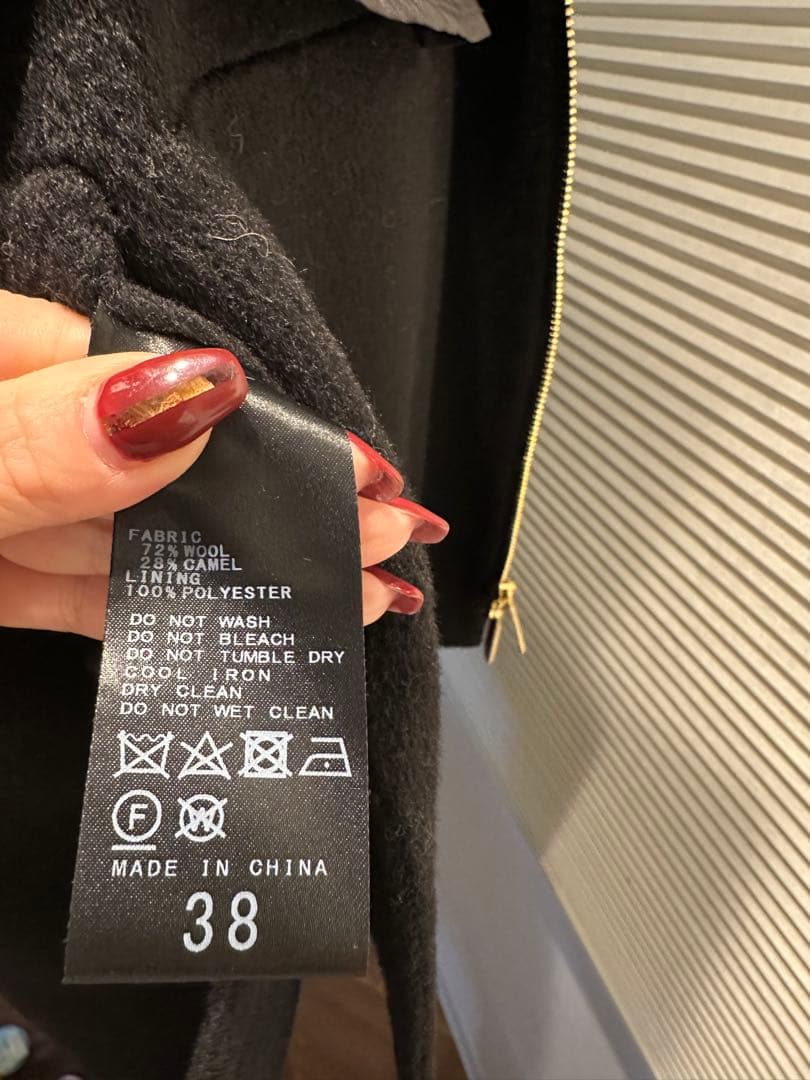 FABRIC
72% WOOL
28% CAMEL
LINING
100% POLYESTER
DO NOT WASH
DO NOT BLEACH
DO NOT TUMBLE DRY
COOL IRON
DRY CLEAN
DO NOT WET CLEAN
F W
MADE IN CHINA
38